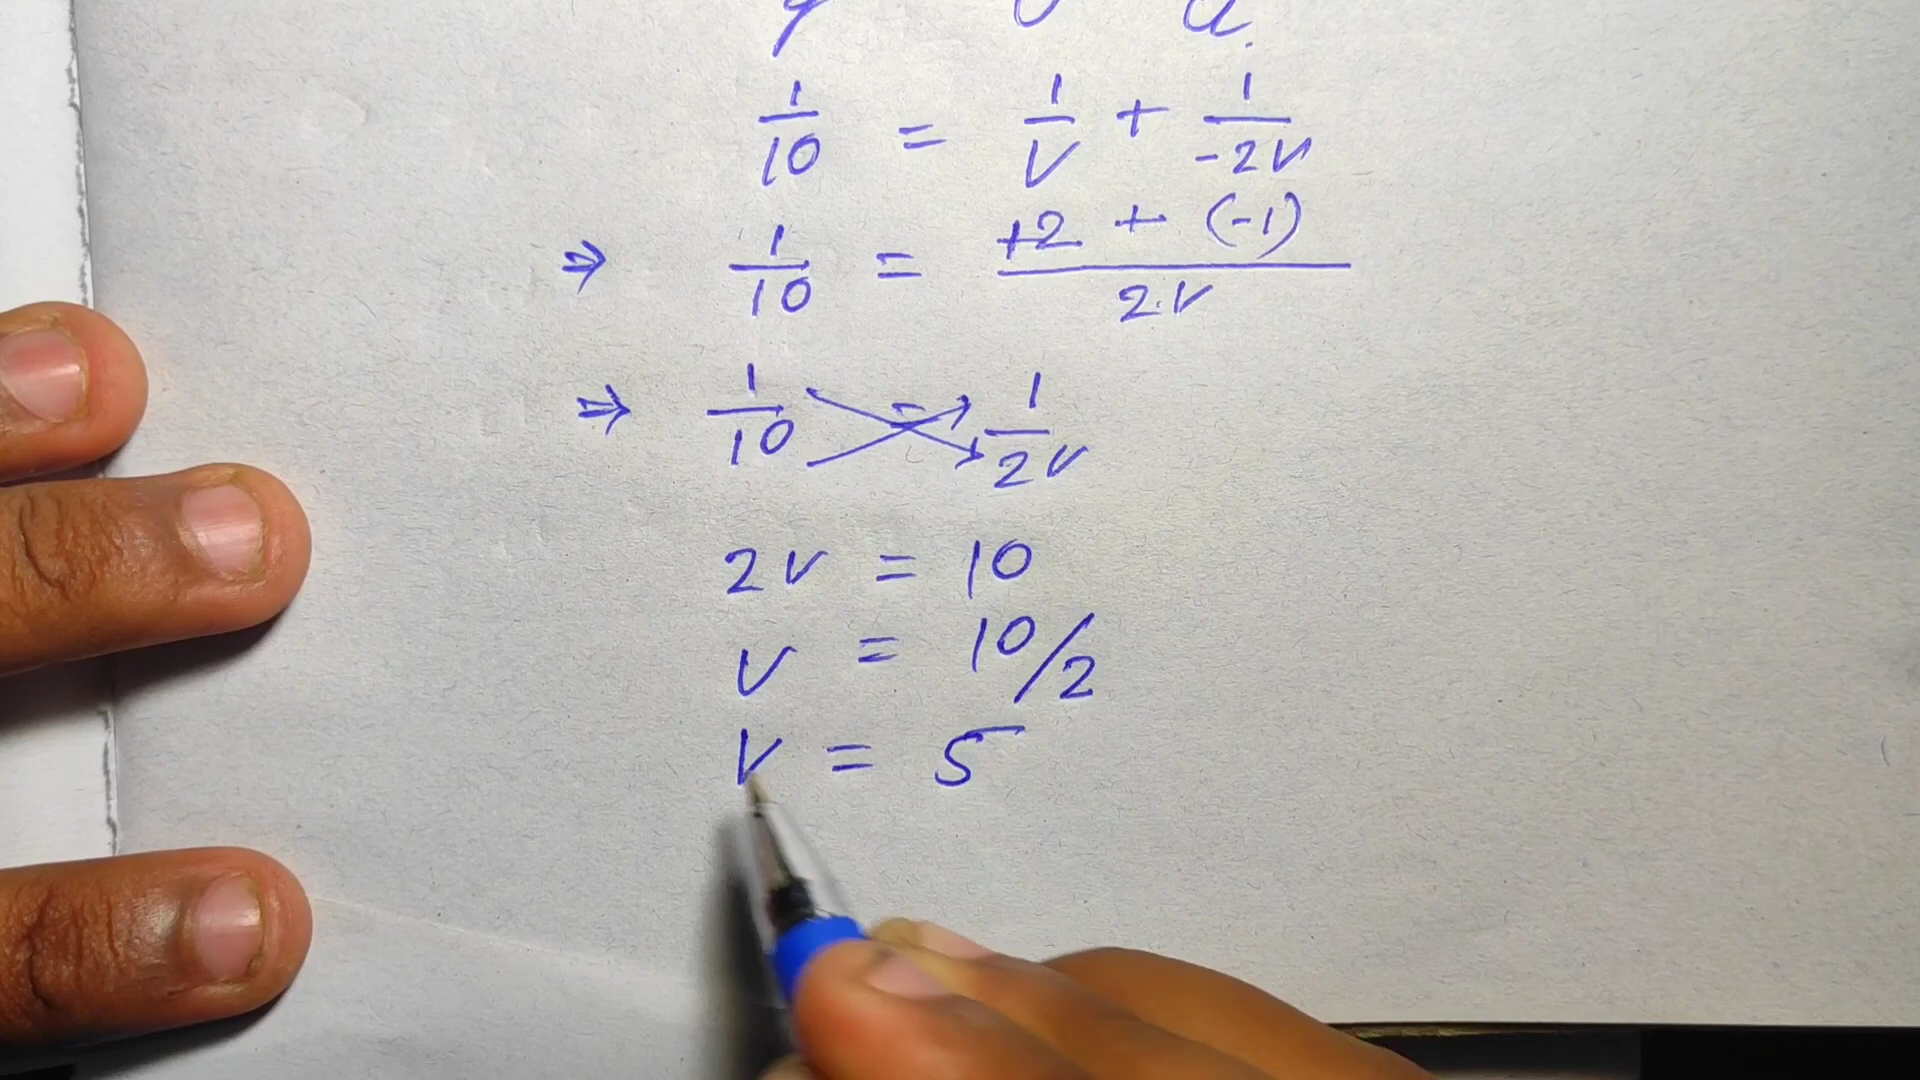 1/10 = 1/V + 1/-2V
⇒ 1/10 = +2 + (-1)/2V
⇒ 1/10 = 1/2V
2V = 10
V = 10/2
V = 5